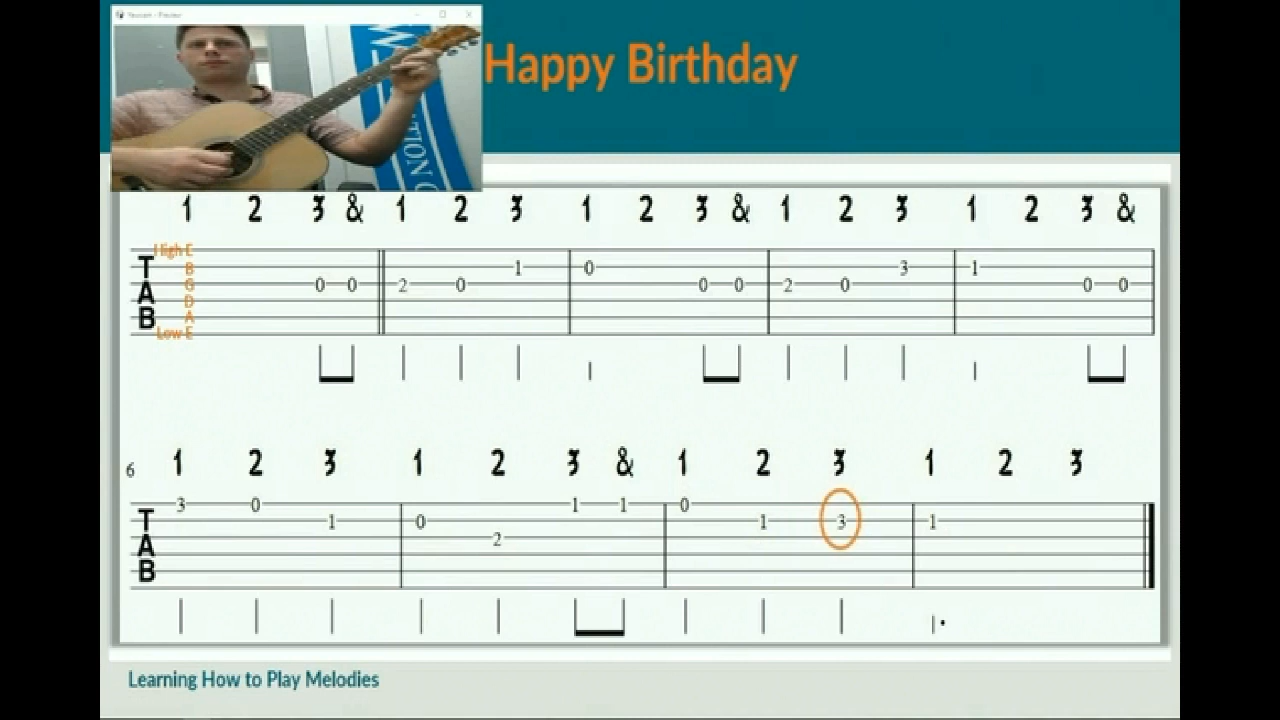 Happy Birthday
1 2 3 & 1 2 3 1 2 3 & 1 2 3 1 2 3 &
High E
B
G
D
A
Low E
TAB
1 0 3 1
0 0 2 0 0 0 2 0 0 0
6 1 2 3 1 2 3 & 1 2 3 1 2 3
TAB
3 0 1 1 0
1 0 1 3 1
2
Learning How to Play Melodies